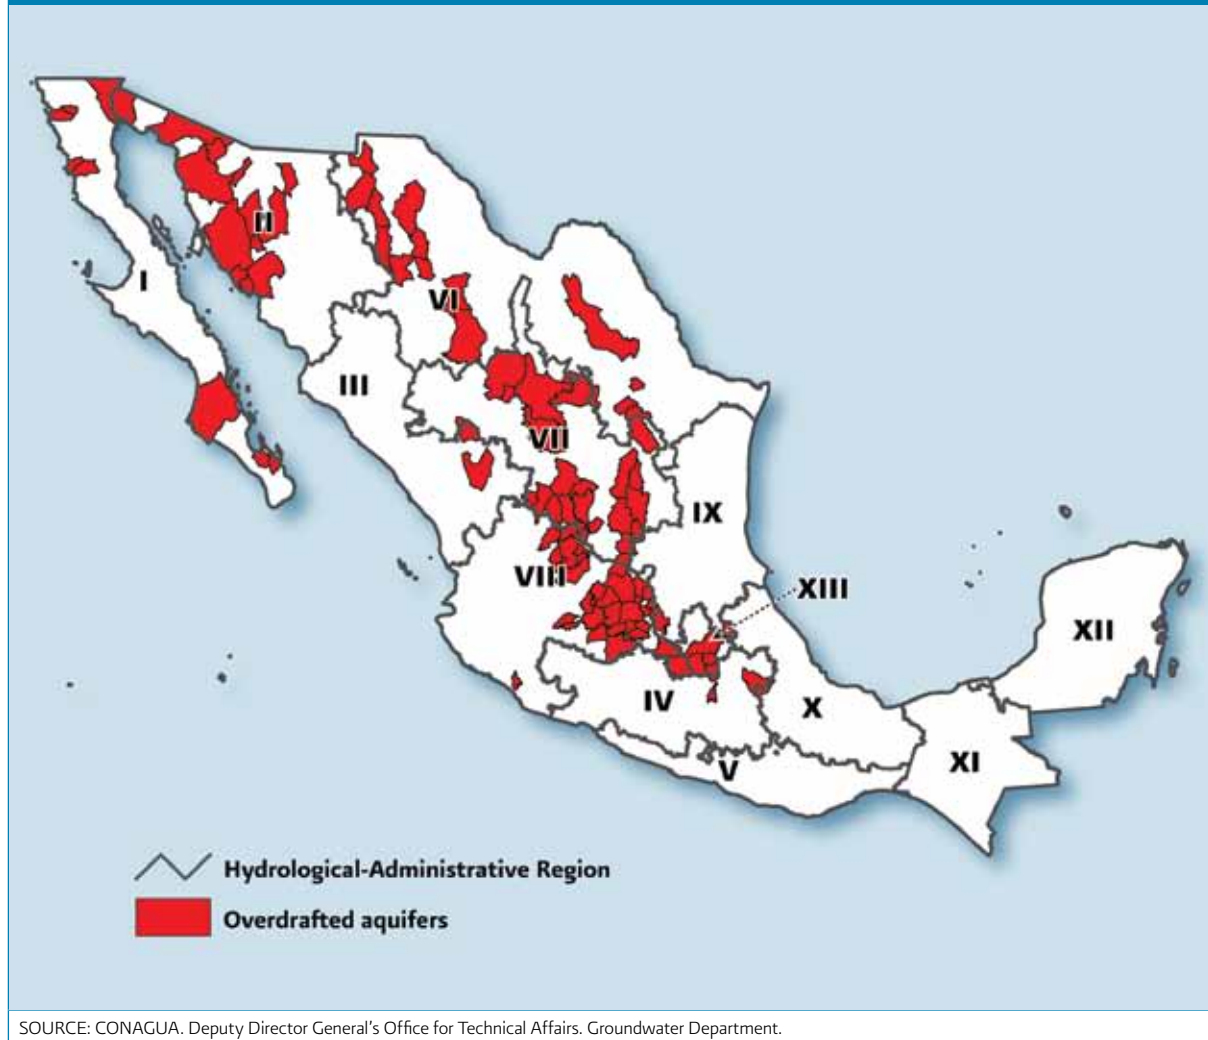 I
II
III
IV
V
VI
VII
VIII
IX
X
XI
XII
XIII
Hydrological-Administrative Region
Overdrafted aquifers
SOURCE: CONAGUA. Deputy Director General's Office for Technical Affairs. Groundwater Department.